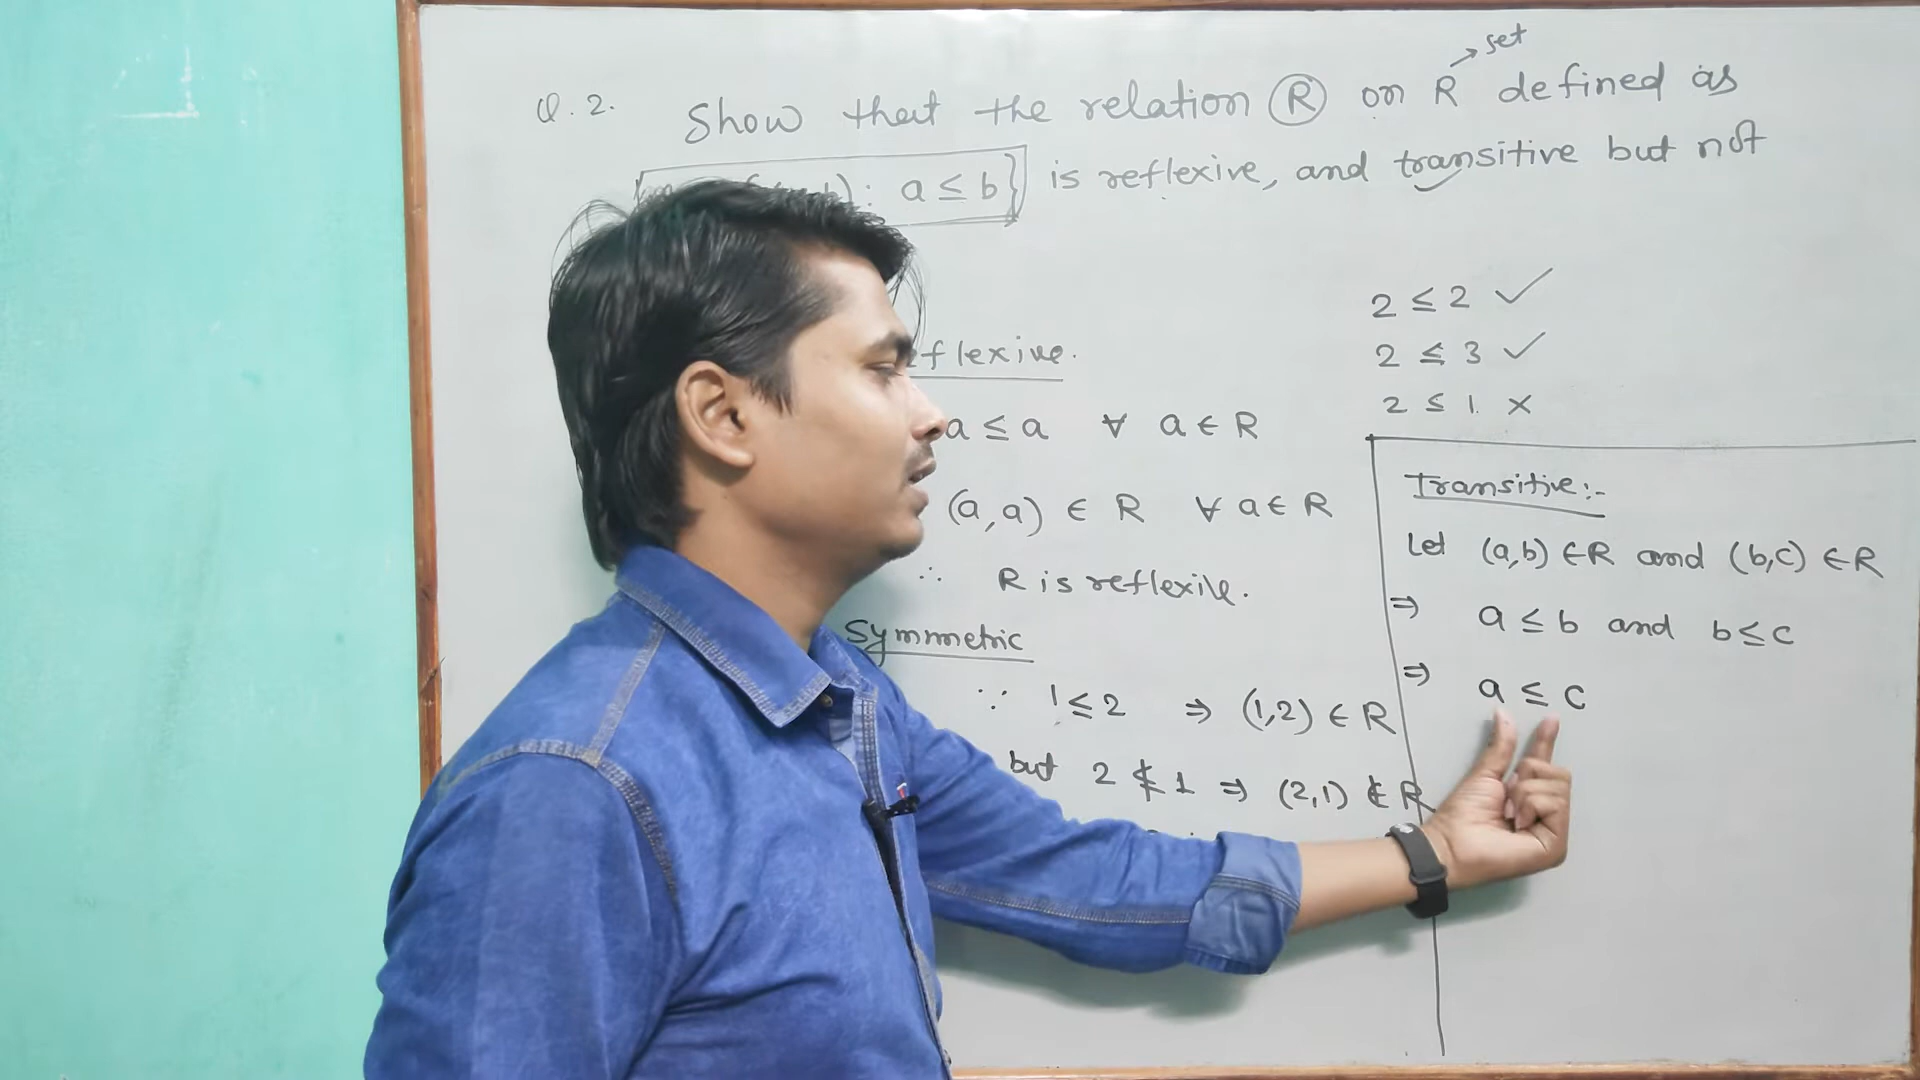 set
Q. 2. Show that the relation R on R defined as
b): a ≤ b} is reflexive, and transitive but not
2 ≤ 2 ✓
2 ≤ 3 ✓
2 ≤ 1. ×
eflexive.
a ≤ a ∀ a ∈ R
(a,a) ∈ R ∀ a ∈ R
∴ R is reflexive.
Symmetric
∵ 1 ≤ 2 ⇒ (1,2) ∈ R
but 2 ≰ 1 ⇒ (2,1) ∉ R
Transitive:-
Let (a,b) ∈ R and (b,c) ∈ R
⇒ a ≤ b and b ≤ c
⇒ a ≤ c